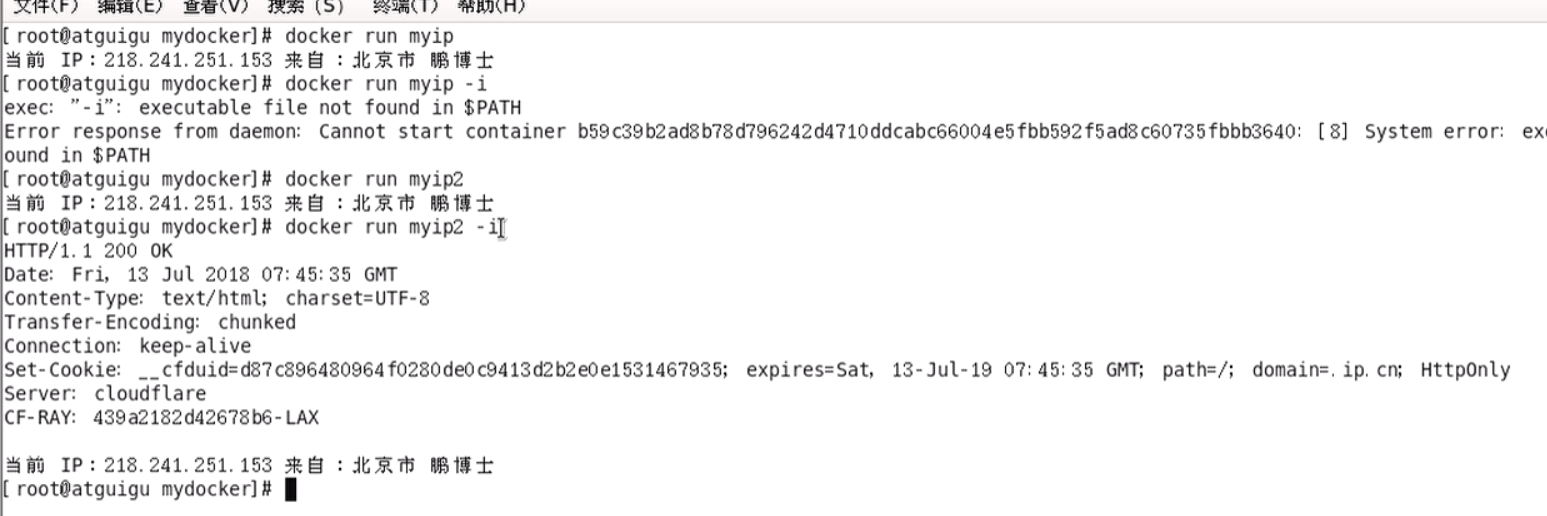 文件(F) 编辑(E) 查看(V) 搜索 (S) 终端(T) 帮助(H)
[root@atguigu mydocker]# docker run myip
当前 IP：218.241.251.153 来自：北京市 鹏博士
[root@atguigu mydocker]# docker run myip -i
exec: "-i": executable file not found in $PATH
Error response from daemon: Cannot start container b59c39b2ad8b78d796242d4710ddcabc66004e5fbb592f5ad8c60735fbbb3640: [8] System error: exe
ound in $PATH
[root@atguigu mydocker]# docker run myip2
当前 IP：218.241.251.153 来自：北京市 鹏博士
[root@atguigu mydocker]# docker run myip2 -i
HTTP/1.1 200 OK
Date: Fri, 13 Jul 2018 07:45:35 GMT
Content-Type: text/html; charset=UTF-8
Transfer-Encoding: chunked
Connection: keep-alive
Set-Cookie: __cfduid=d87c896480964f0280de0c9413d2b2e0e1531467935; expires=Sat, 13-Jul-19 07:45:35 GMT; path=/; domain=.ip.cn; HttpOnly
Server: cloudflare
CF-RAY: 439a2182d42678b6-LAX
当前 IP：218.241.251.153 来自：北京市 鹏博士
[root@atguigu mydocker]#